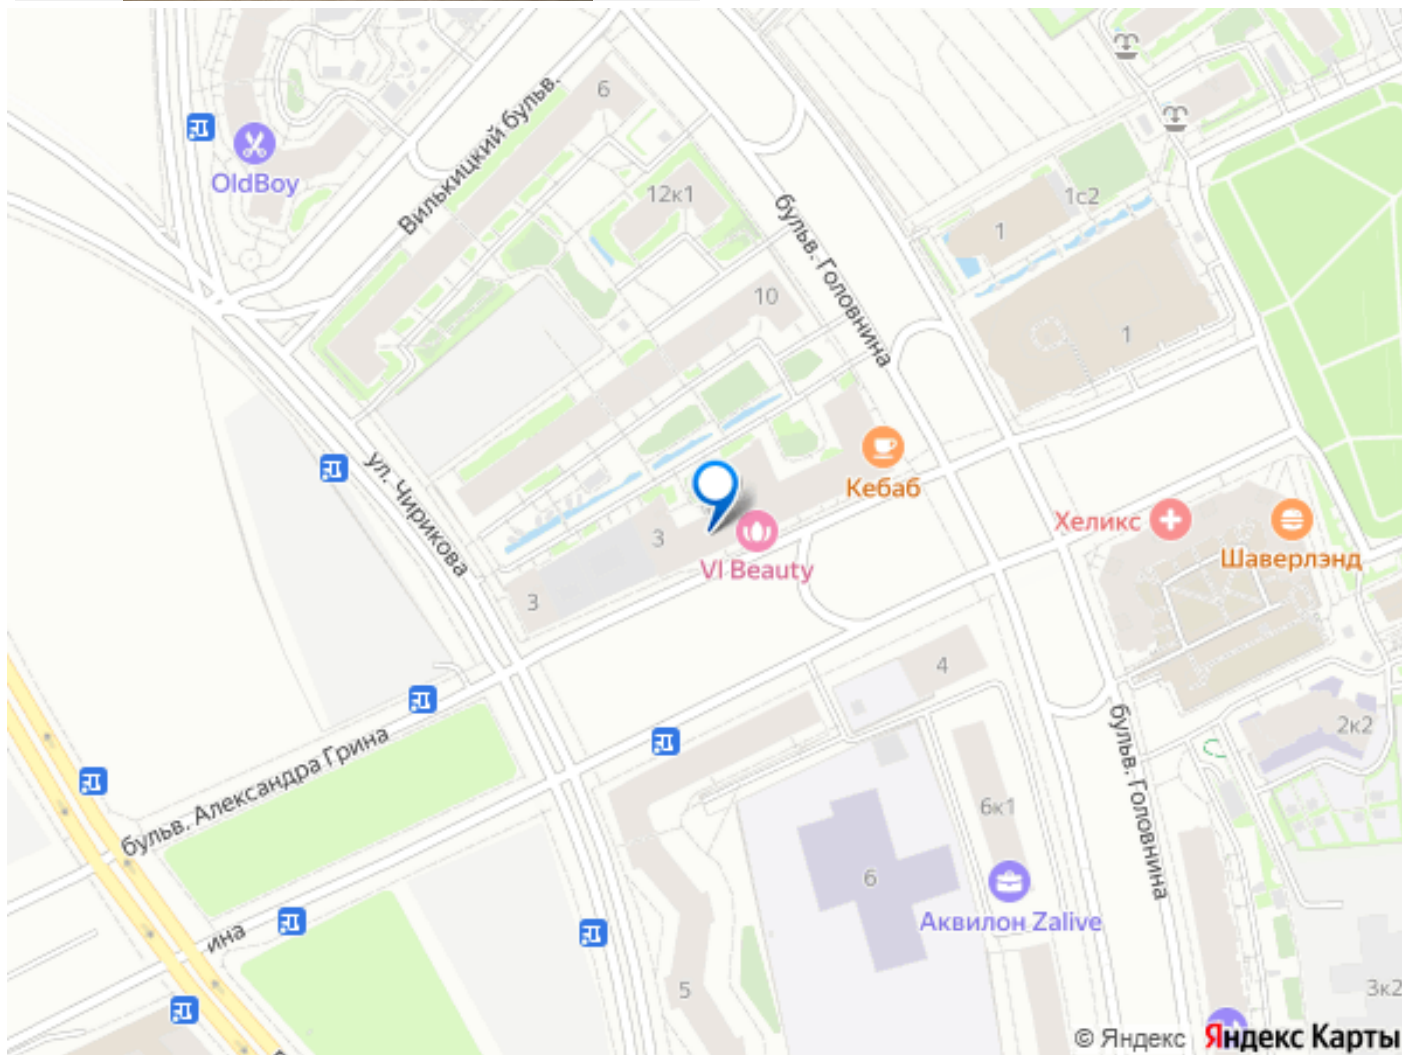 6
Вилькицкий бульв.
OldBoy
12к1
1с2
1
бульв. Головнина
10
1
Кебаб
ул. Чирикова
Хеликс
Шаверлэнд
3
VI Beauty
3
4
бульв. Головнина
2к2
бульв. Александра Грина
6к1
6
Аквилон Zalive
ина
5
3к2
© Яндекс Яндекс Карты